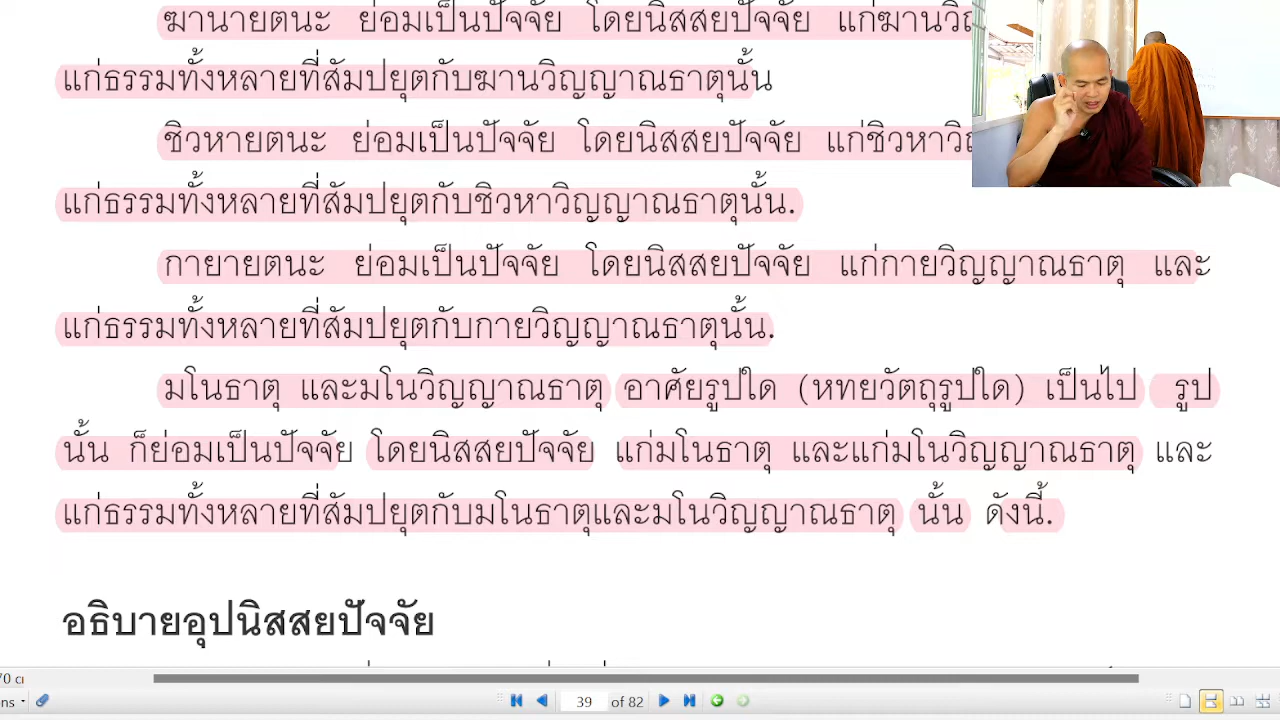 ฆานายตนะ ย่อมเป็นปัจจัย โดยนิสสยปัจจัย แก่ฆานวิญ
แก่ธรรมทั้งหลายที่สัมปยุตกับฆานวิญญาณธาตุนั้น
ชิวหายตนะ ย่อมเป็นปัจจัย โดยนิสสยปัจจัย แก่ชิวหาวิญ
แก่ธรรมทั้งหลายที่สัมปยุตกับชิวหาวิญญาณธาตุนั้น.
กายายตนะ ย่อมเป็นปัจจัย โดยนิสสยปัจจัย แก่กายวิญญาณธาตุ และ
แก่ธรรมทั้งหลายที่สัมปยุตกับกายวิญญาณธาตุนั้น.
มโนธาตุ และมโนวิญญาณธาตุ อาศัยรูปใด (หทยวัตถุรูปใด) เป็นไป รูป
นั้น ก็ย่อมเป็นปัจจัย โดยนิสสยปัจจัย แก่มโนธาตุ และแก่มโนวิญญาณธาตุ และ
แก่ธรรมทั้งหลายที่สัมปยุตกับมโนธาตุและมโนวิญญาณธาตุ นั้น ดังนี้.
อธิบายอุปนิสสยปัจจัย
39 of 82